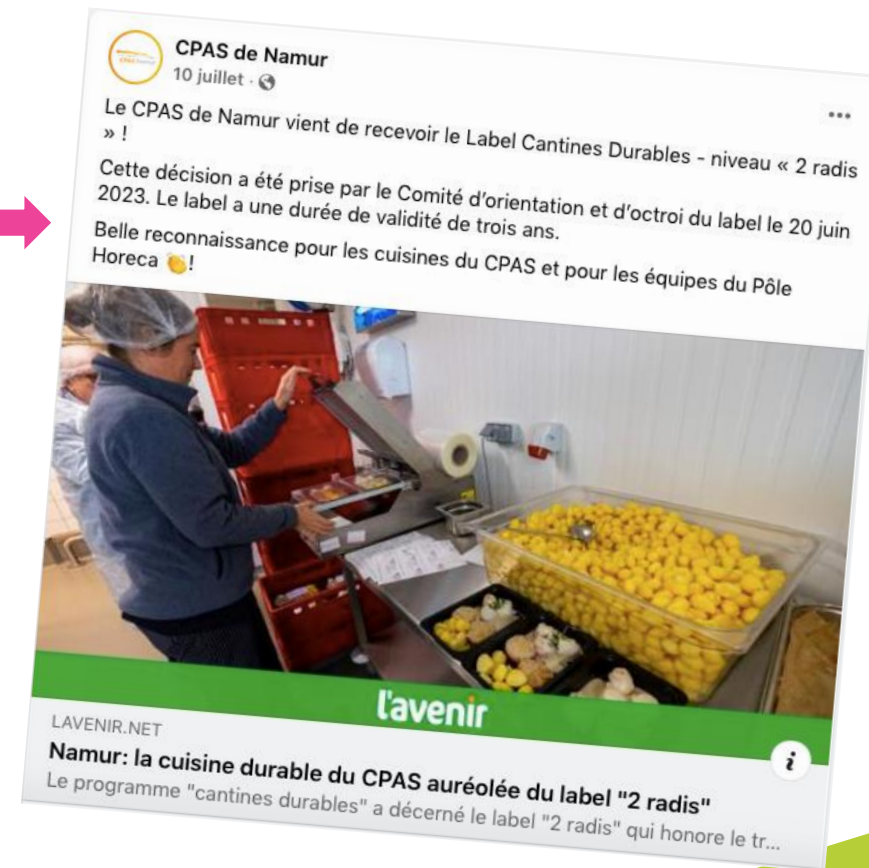 CPAS de Namur
10 juillet ·
Le CPAS de Namur vient de recevoir le Label Cantines Durables - niveau « 2 radis
» !
Cette décision a été prise par le Comité d'orientation et d'octroi du label le 20 juin
2023. Le label a une durée de validité de trois ans.
Belle reconnaissance pour les cuisines du CPAS et pour les équipes du Pôle
Horeca 👏!
l'avenir
LAVENIR.NET
Namur: la cuisine durable du CPAS auréolée du label "2 radis"
Le programme "cantines durables" a décerné le label "2 radis" qui honore le tr...